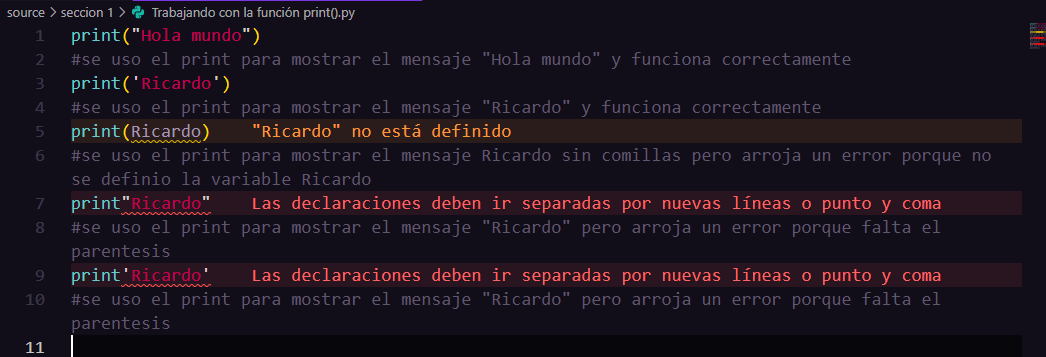 source > seccion 1 > Trabajando con la función print().py
1 print("Hola mundo")
2 #se uso el print para mostrar el mensaje "Hola mundo" y funciona correctamente
3 print('Ricardo')
4 #se uso el print para mostrar el mensaje "Ricardo" y funciona correctamente
5 print(Ricardo) "Ricardo" no está definido
6 #se uso el print para mostrar el mensaje Ricardo sin comillas pero arroja un error porque no
se definio la variable Ricardo
7 print"Ricardo" Las declaraciones deben ir separadas por nuevas líneas o punto y coma
8 #se uso el print para mostrar el mensaje "Ricardo" pero arroja un error porque falta el
parentesis
9 print'Ricardo' Las declaraciones deben ir separadas por nuevas líneas o punto y coma
10 #se uso el print para mostrar el mensaje "Ricardo" pero arroja un error porque falta el
parentesis
11